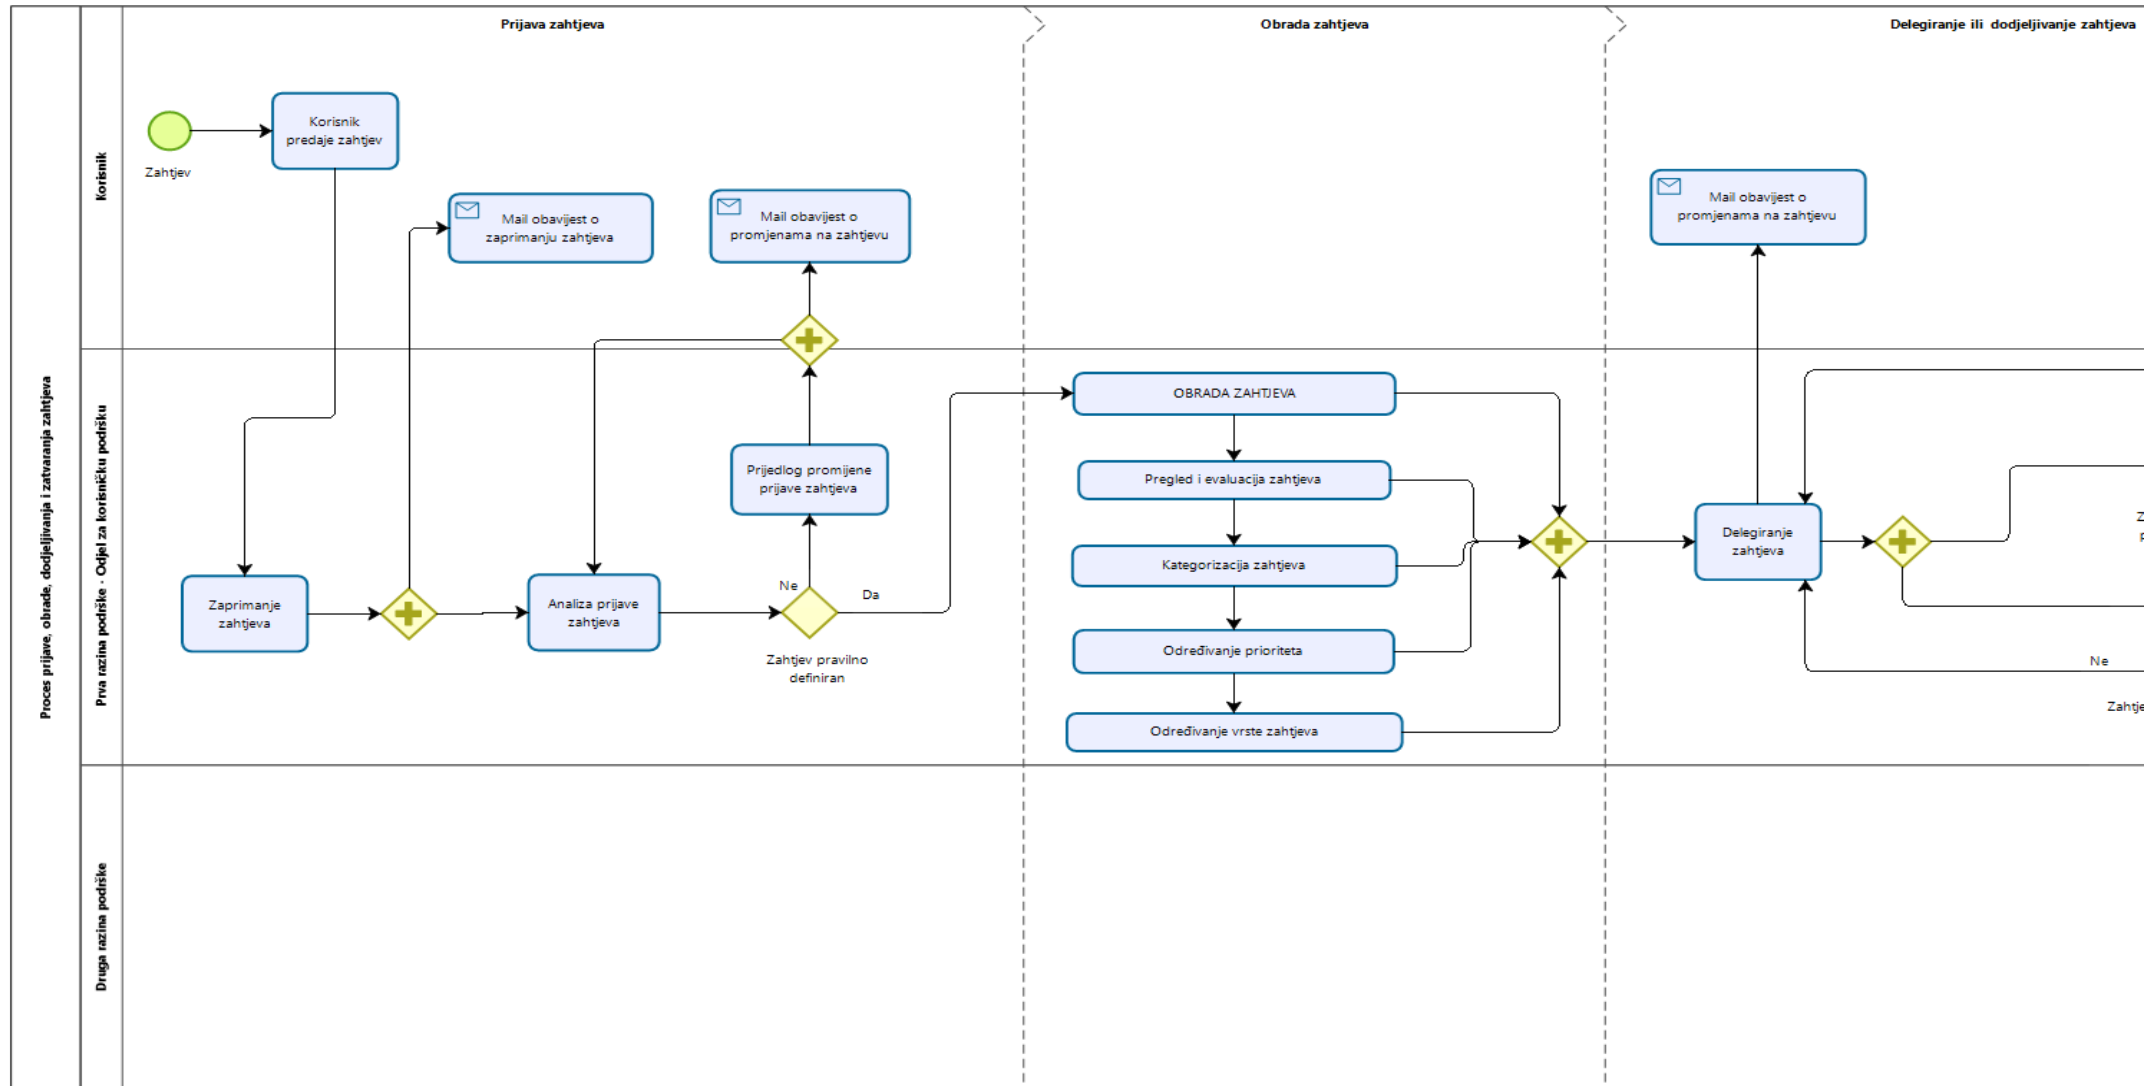 Prijava zahtjeva
Obrada zahtjeva
Delegiranje ili dodjeljivanje zahtjeva
Proces prijave, obrade, dodjeljivanja i zatvaranja zahtjeva
Korisnik
Zahtjev
Korisnik
predaje zahtjev
Mail obavijest o
zaprimanju zahtjeva
Mail obavijest o
promjenama na zahtjevu
Mail obavijest o
promjenama na zahtjevu
Prva razina podrške - Odjel za korisničku podršku
Zaprimanje
zahtjeva
Analiza prijave
zahtjeva
Prijedlog promijene
prijave zahtjeva
Ne
Da
Zahtjev pravilno
definiran
OBRADA ZAHTJEVA
Pregled i evaluacija zahtjeva
Kategorizacija zahtjeva
Određivanje prioriteta
Određivanje vrste zahtjeva
Delegiranje
zahtjeva
Ne
Druga razina podrške